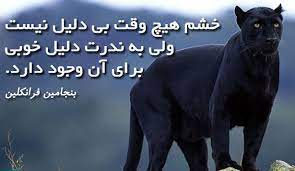 خشم هیچ وقت بی دلیل نیست
ولی به ندرت دلیل خوبی
برای آن وجود دارد.
بنجامین فرانکلین